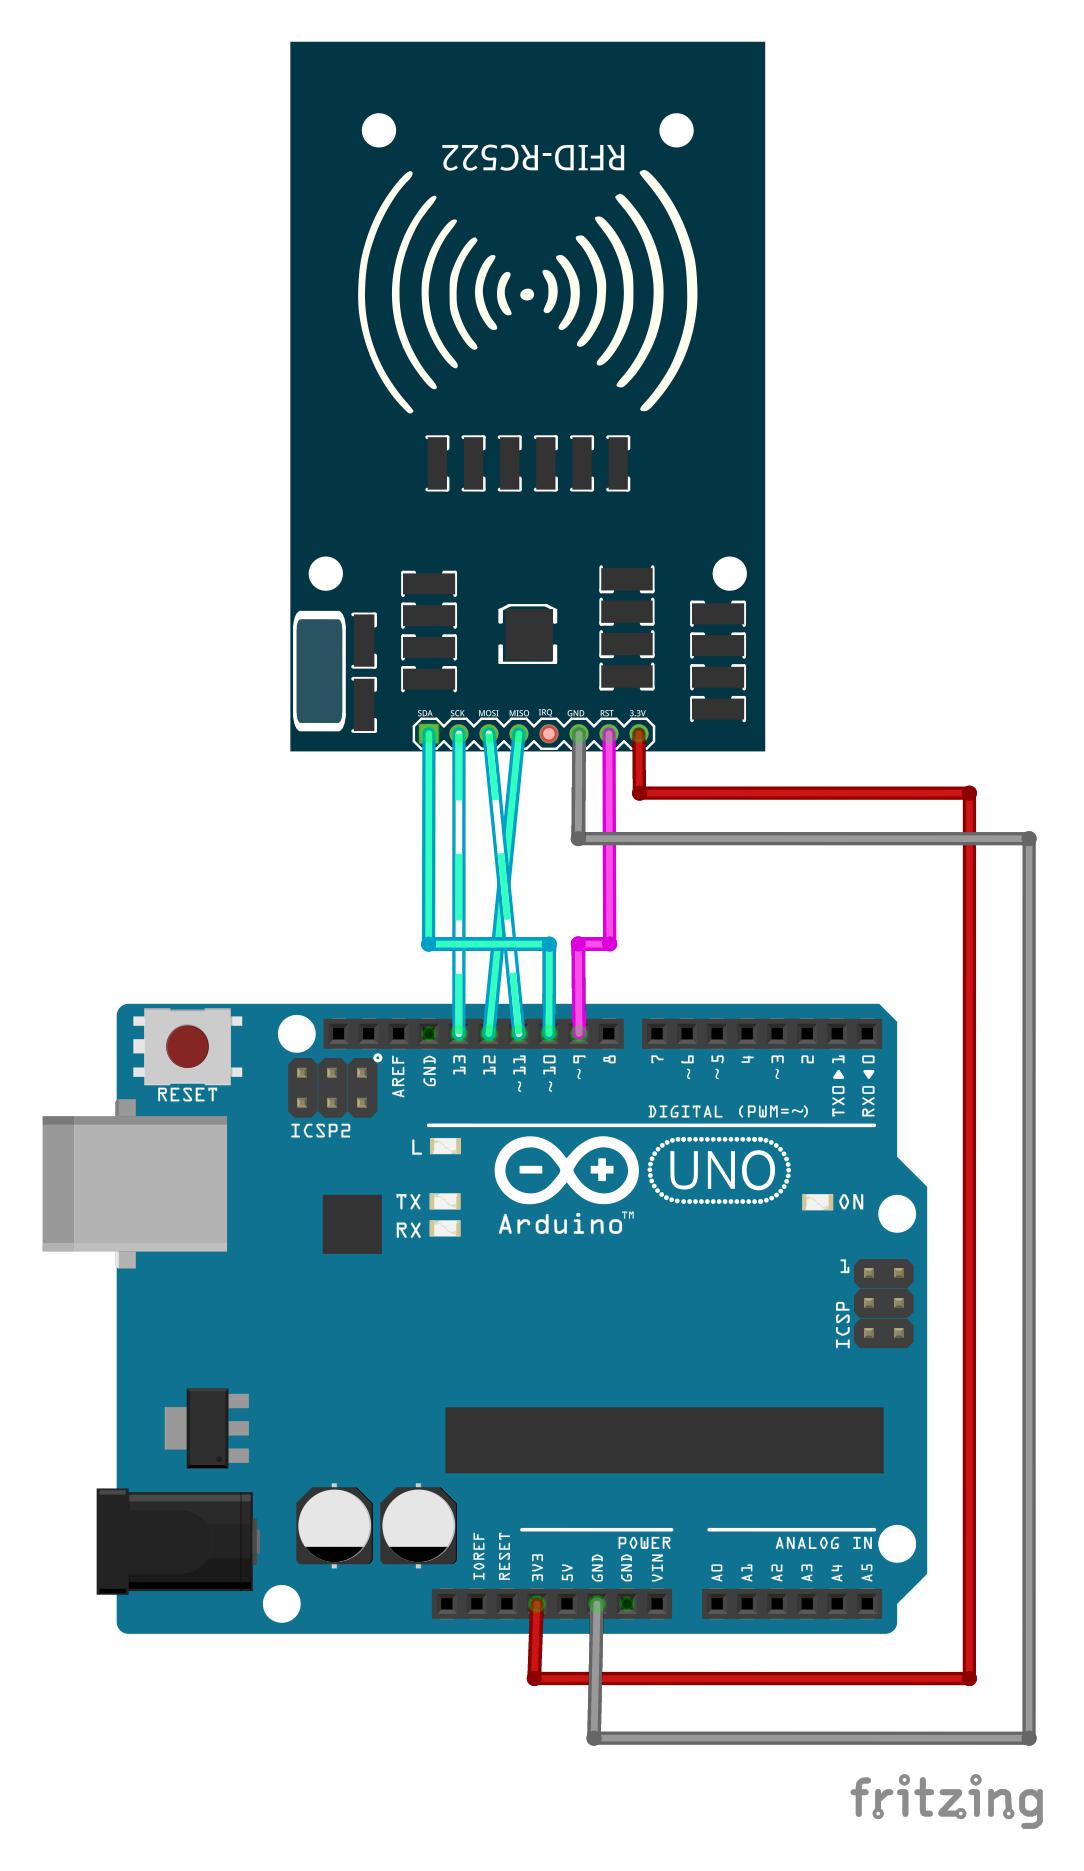 RFID-RC522
SDA SCK MOSI MISO IRQ GND RST 3.3V
RESET
ICSP2
AREF GND 13 12 ~11 ~10 ~9 8 7 ~6 ~5 4 ~3 2 TX0▶1 RX0◀0
DIGITAL (PWM=~)
L
TX
RX
Arduino™
UNO
ON
1
ICSP
POWER
ANALOG IN
IOREF RESET 3V3 5V GND GND VIN A0 A1 A2 A3 A4 A5
fritzing